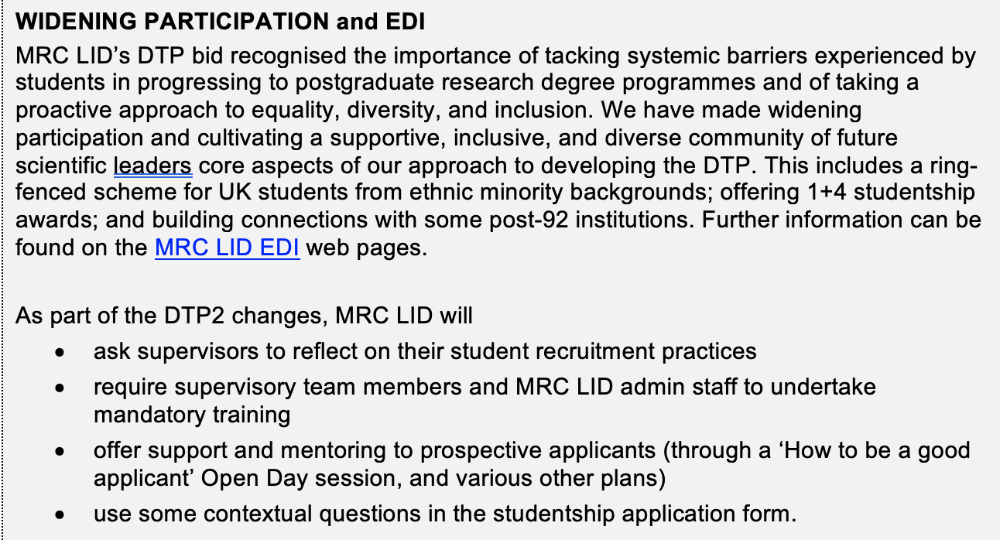 WIDENING PARTICIPATION and EDI
MRC LID’s DTP bid recognised the importance of tacking systemic barriers experienced by
students in progressing to postgraduate research degree programmes and of taking a
proactive approach to equality, diversity, and inclusion. We have made widening
participation and cultivating a supportive, inclusive, and diverse community of future
scientific leaders core aspects of our approach to developing the DTP. This includes a ring-
fenced scheme for UK students from ethnic minority backgrounds; offering 1+4 studentship
awards; and building connections with some post-92 institutions. Further information can be
found on the MRC LID EDI web pages.
As part of the DTP2 changes, MRC LID will
• ask supervisors to reflect on their student recruitment practices
• require supervisory team members and MRC LID admin staff to undertake
mandatory training
• offer support and mentoring to prospective applicants (through a ‘How to be a good
applicant’ Open Day session, and various other plans)
• use some contextual questions in the studentship application form.